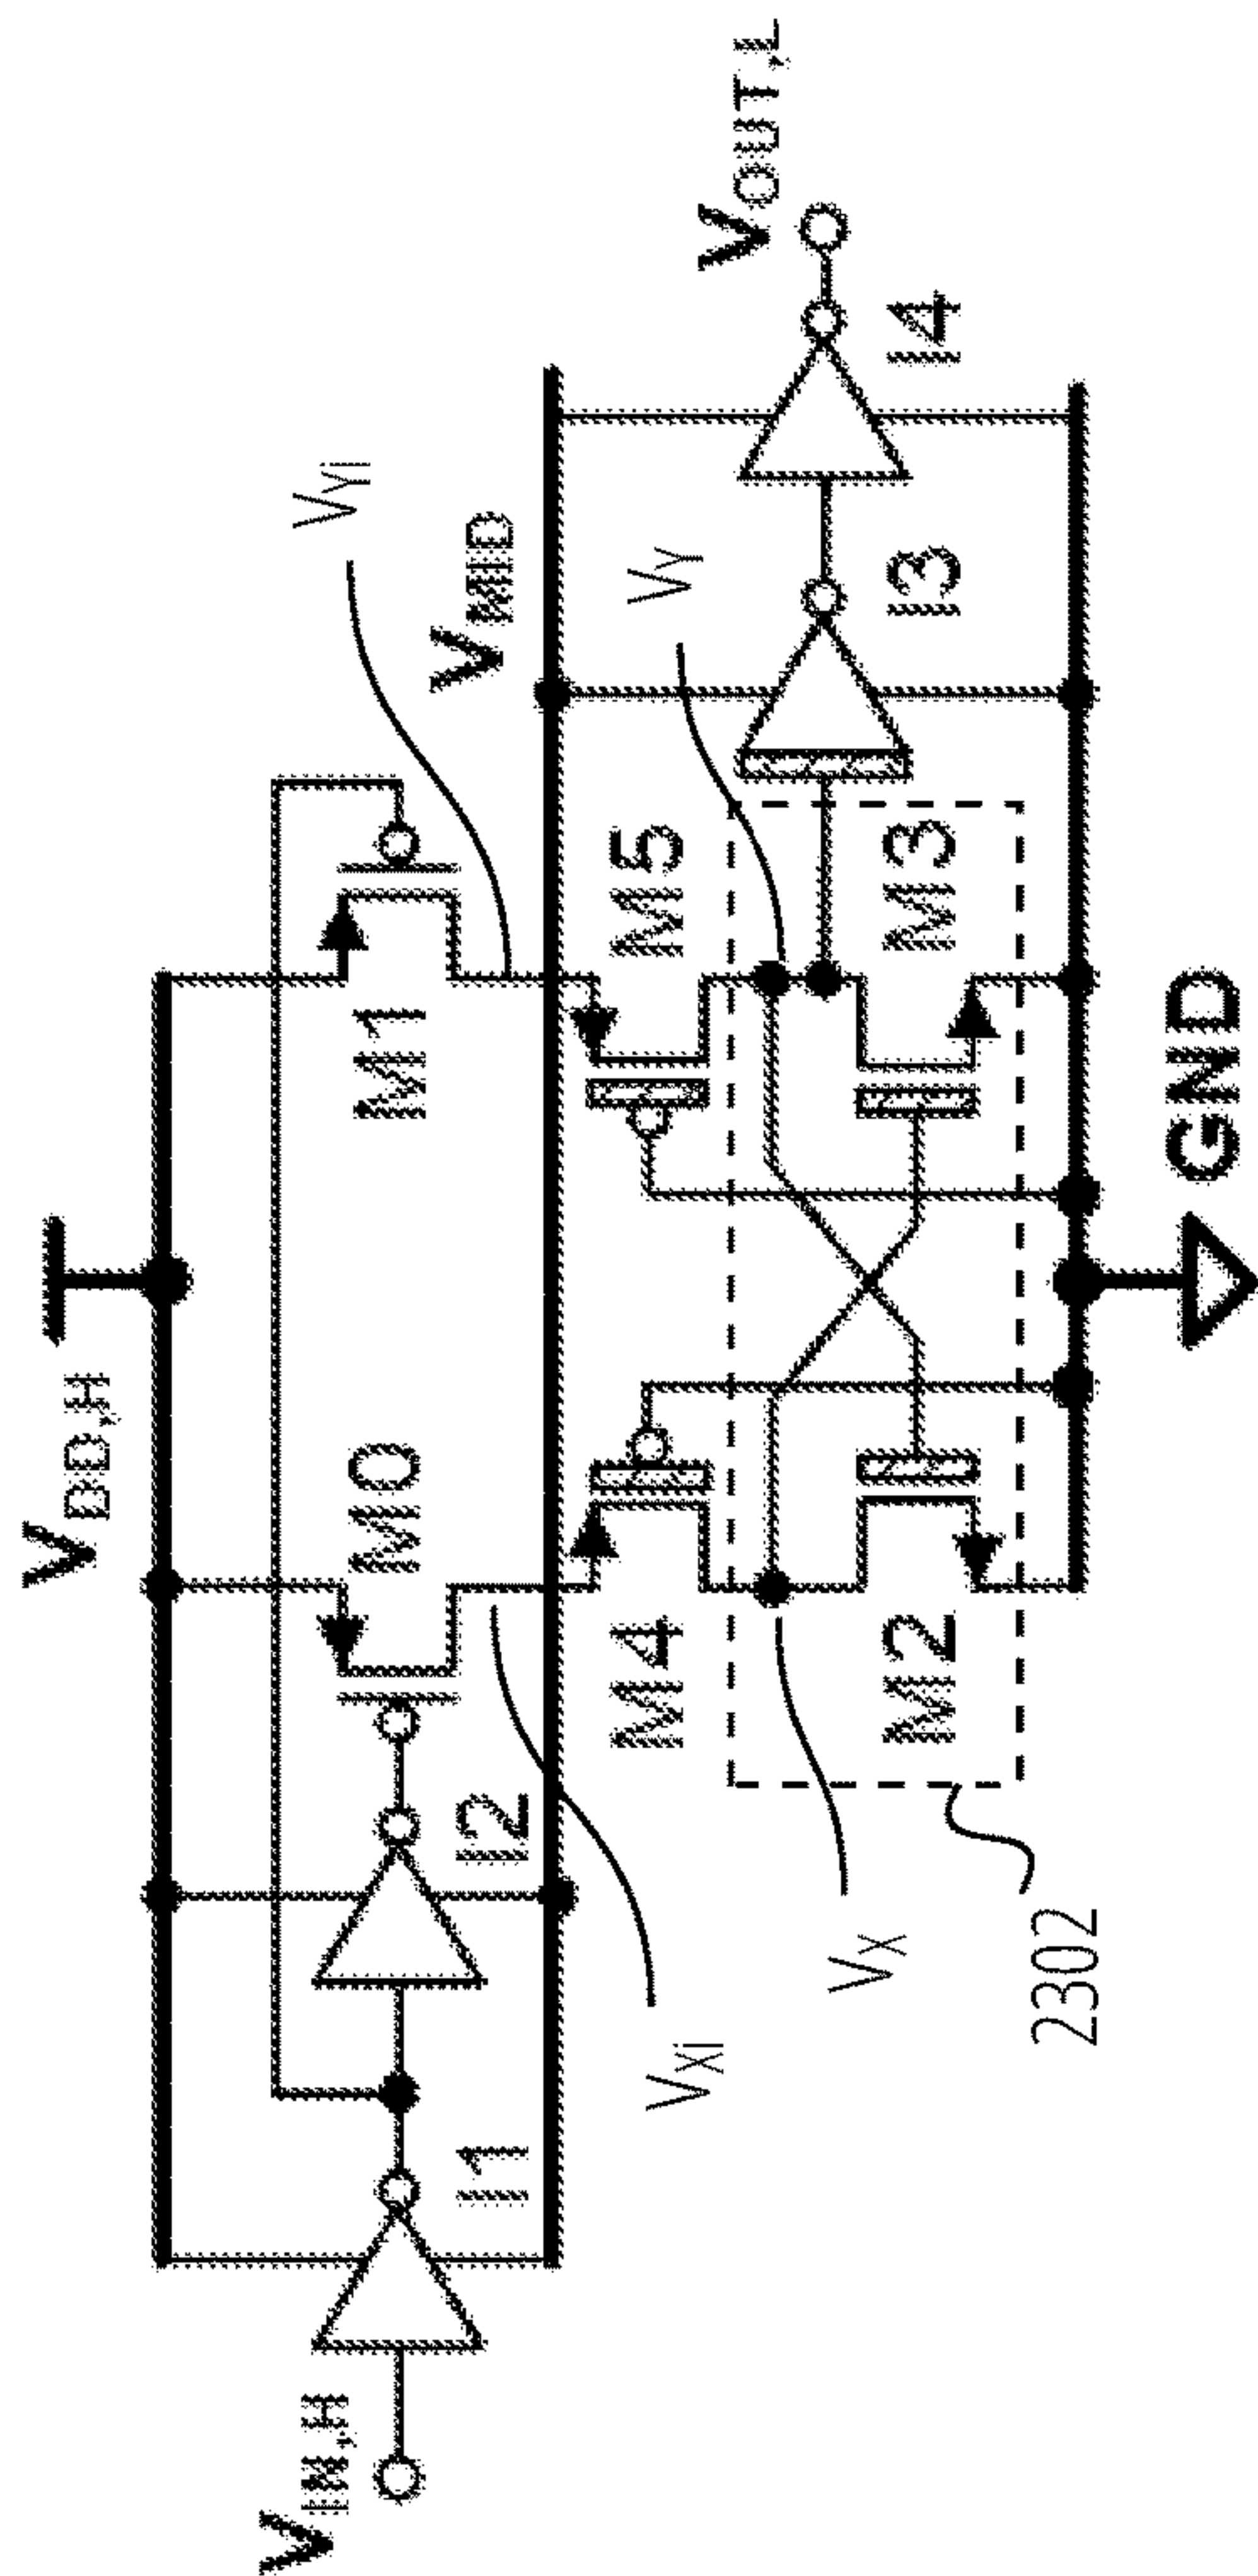 V_DD,H
V_IN,H
I1
I2
M0
M1
V_YI
V_MID
V_XI
M4
M5
V_Y
V_X
M2
M3
I3
I4
V_OUT,L
2302
GND